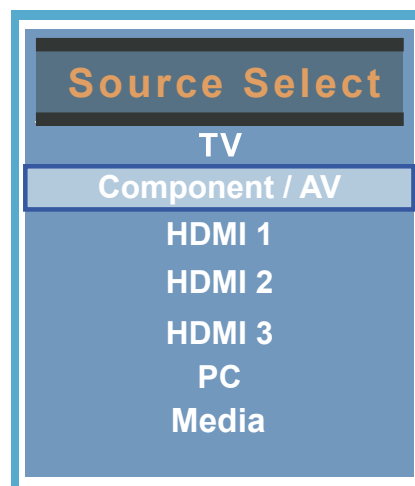 Source Select
TV
Component / AV
HDMI 1
HDMI 2
HDMI 3
PC
Media